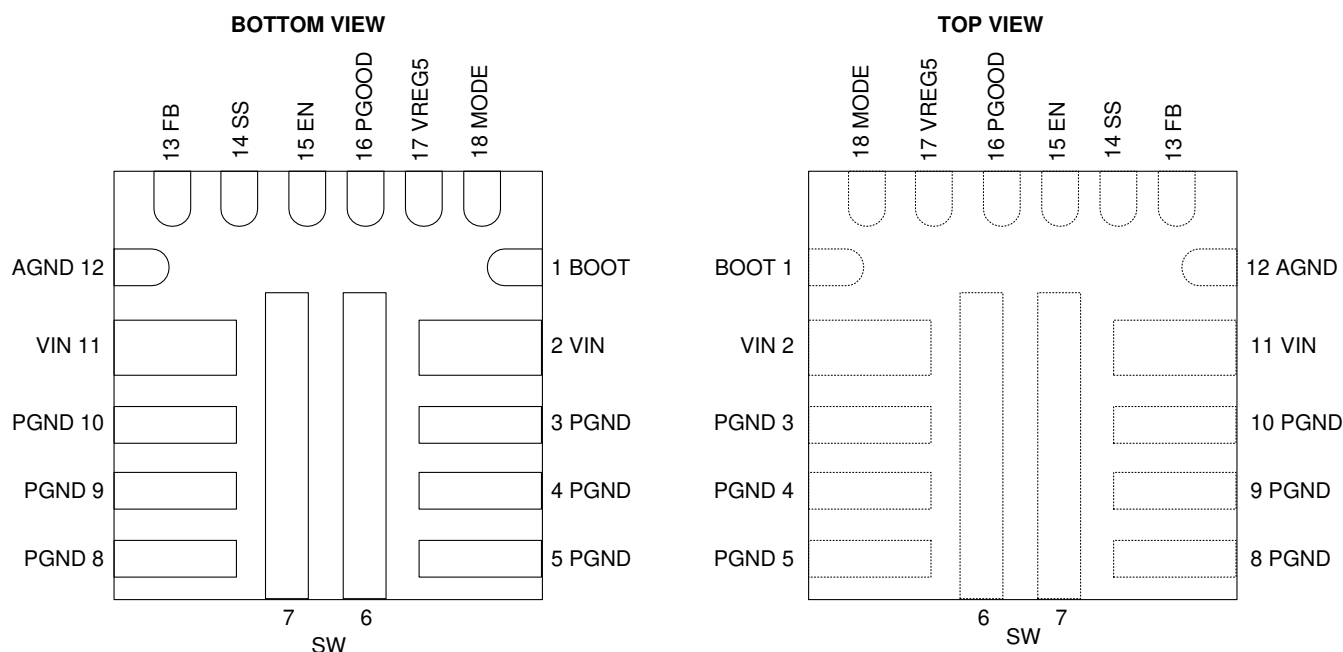 BOTTOM VIEW
13 FB
14 SS
15 EN
16 PGOOD
17 VREG5
18 MODE
AGND 12
1 BOOT
VIN 11
2 VIN
PGND 10
3 PGND
PGND 9
4 PGND
PGND 8
5 PGND
7
6
SW
TOP VIEW
18 MODE
17 VREG5
16 PGOOD
15 EN
14 SS
13 FB
BOOT 1
12 AGND
VIN 2
11 VIN
PGND 3
10 PGND
PGND 4
9 PGND
PGND 5
8 PGND
6
7
SW